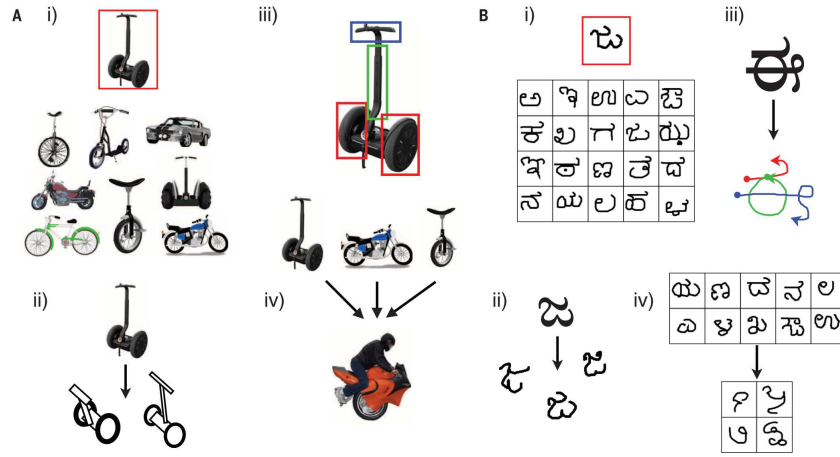 A i)
iii)
ii)
iv)
B i)
ಜ
ಅ ಇ ಉ ಎ ಔ
ಕ ಖ ಗ ಜ ಝ
ಞ ಠ ಣ ತ ದ
ನ ಯ ಲ ಹ ಳ
iii)
ii)
ಜ
ಜ ಜ
ಜ
iv)
ಯ ಣ ದ ನ ಲ
ಎ ಳ ಖ ಔ ಉ